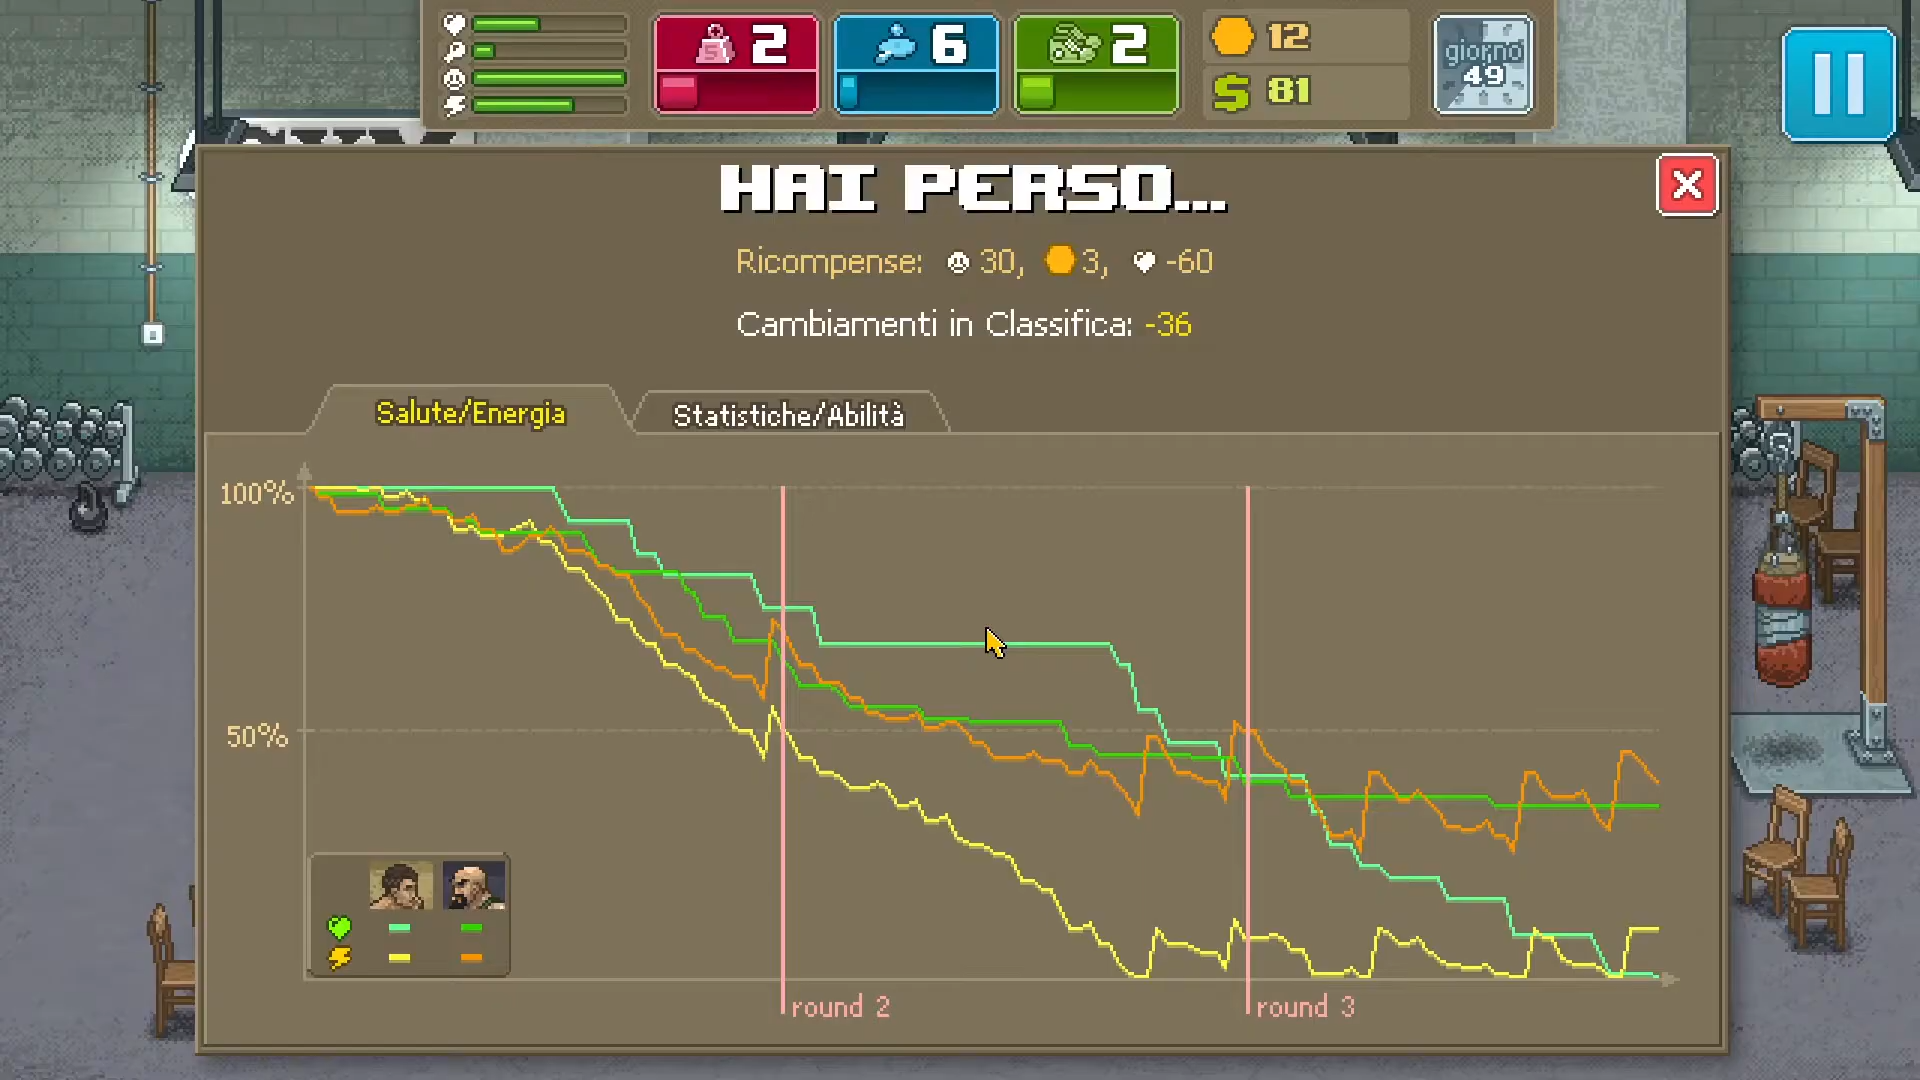 2
6
2
12
81
giorno
49
HAI PERSO...
Ricompense: 30, 3, -60
Cambiamenti in Classifica: -36
Salute/Energia
Statistiche/Abilità
100%
50%
round 2
round 3